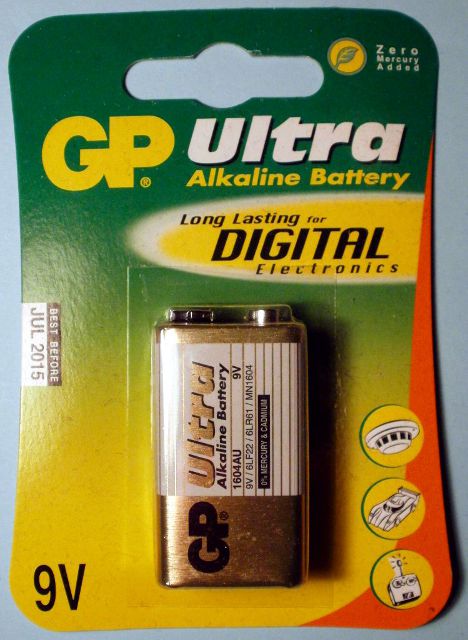 Zero
Mercury
Added
GP® Ultra
Alkaline Battery
Long Lasting for
DIGITAL
Electronics
BEST BEFORE
JUL 2015
GP® Ultra
Alkaline Battery
1604AU 9V
9V / 6LF22 / 6LR61 / MN1604
0% MERCURY & CADMIUM
9V